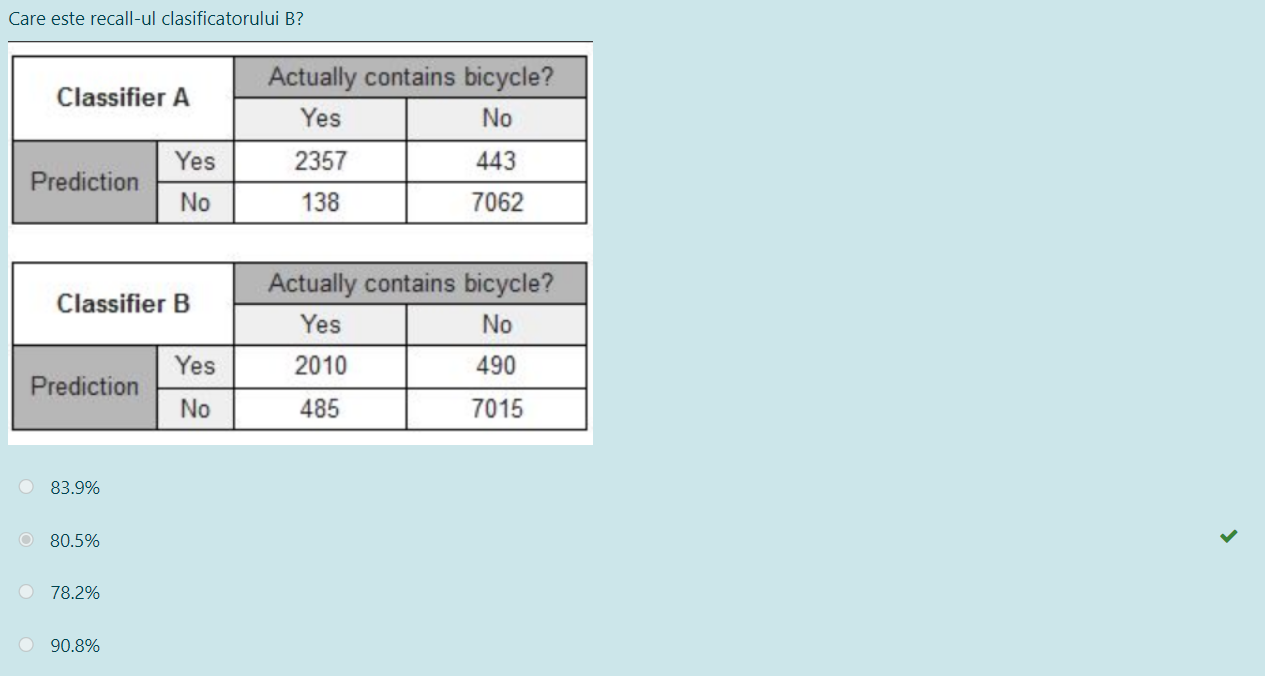 Care este recall-ul clasificatorului B?
Classifier A
Actually contains bicycle?
Yes No
Prediction
Yes 2357 443
No 138 7062
Classifier B
Actually contains bicycle?
Yes No
Prediction
Yes 2010 490
No 485 7015
83.9%
80.5%
78.2%
90.8%